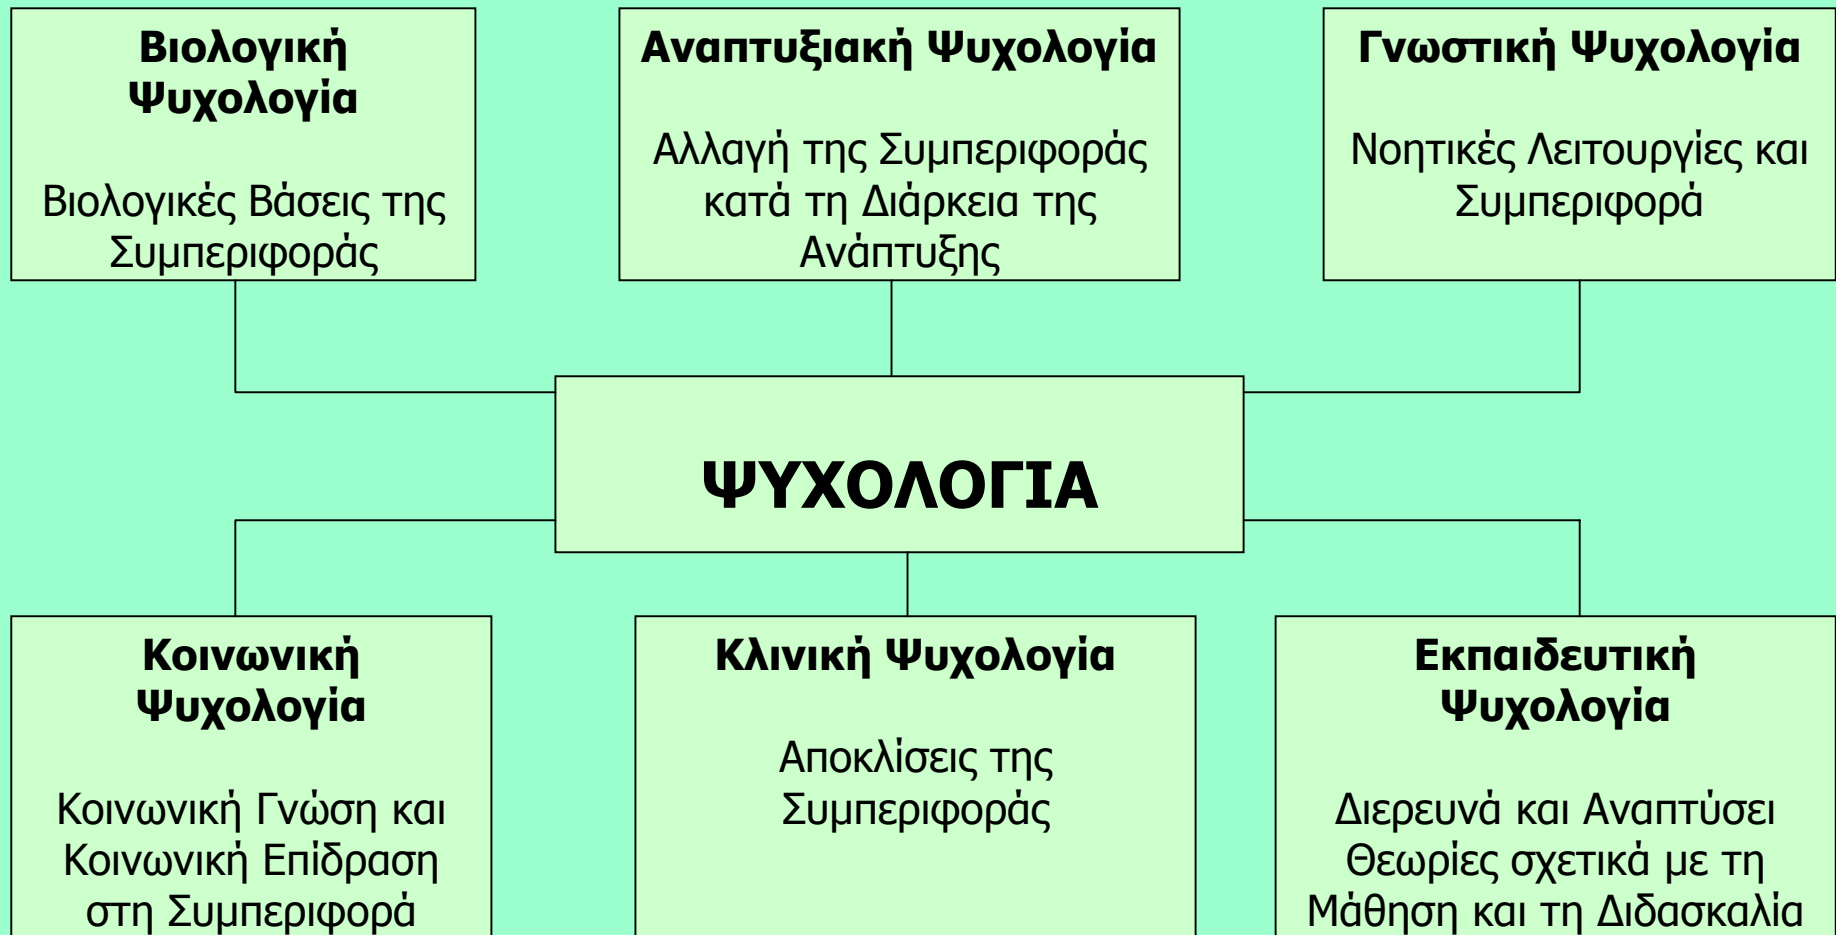 Βιολογική
Ψυχολογία
Βιολογικές Βάσεις της
Συμπεριφοράς
Αναπτυξιακή Ψυχολογία
Αλλαγή της Συμπεριφοράς
κατά τη Διάρκεια της
Ανάπτυξης
Γνωστική Ψυχολογία
Νοητικές Λειτουργίες και
Συμπεριφορά
ΨΥΧΟΛΟΓΙΑ
Κοινωνική
Ψυχολογία
Κοινωνική Γνώση και
Κοινωνική Επίδραση
στη Συμπεριφορά
Κλινική Ψυχολογία
Αποκλίσεις της
Συμπεριφοράς
Εκπαιδευτική
Ψυχολογία
Διερευνά και Αναπτύσει
Θεωρίες σχετικά με τη
Μάθηση και τη Διδασκαλία